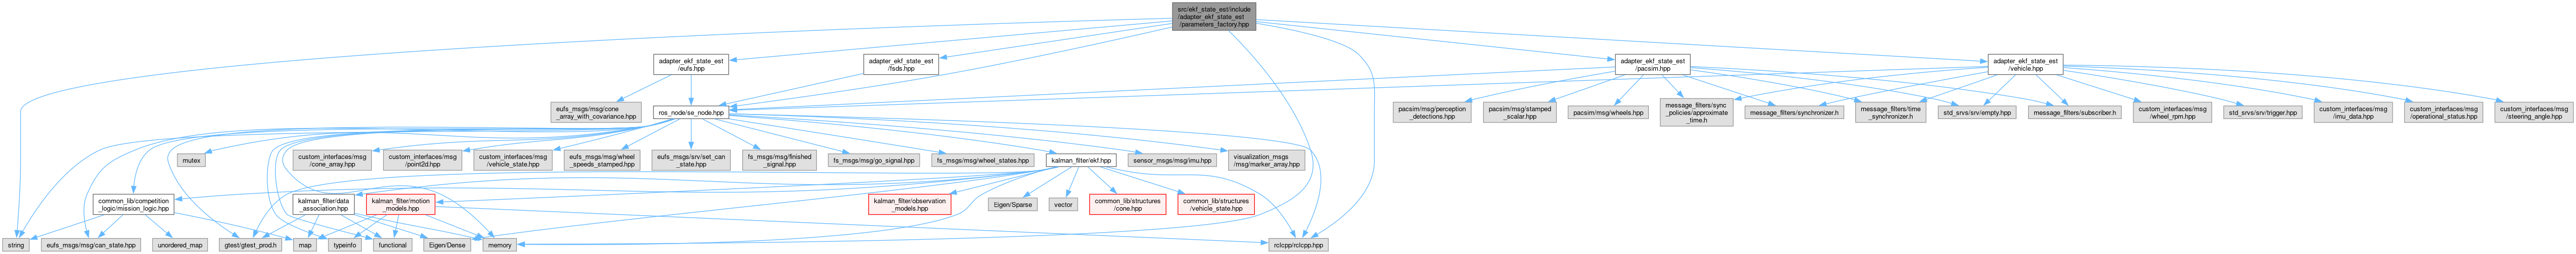 src/ekf_state_est/include
/adapter_ekf_state_est
/parameters_factory.hpp
adapter_ekf_state_est
/eufs.hpp
adapter_ekf_state_est
/fsds.hpp
adapter_ekf_state_est
/pacsim.hpp
adapter_ekf_state_est
/vehicle.hpp
eufs_msgs/msg/cone
_array_with_covariance.hpp
ros_node/se_node.hpp
pacsim/msg/perception
_detections.hpp
pacsim/msg/stamped
_scalar.hpp
pacsim/msg/wheels.hpp
message_filters/sync
_policies/approximate
_time.h
message_filters/synchronizer.h
message_filters/time
_synchronizer.h
std_srvs/srv/empty.hpp
message_filters/subscriber.h
custom_interfaces/msg
/wheel_rpm.hpp
std_srvs/srv/trigger.hpp
custom_interfaces/msg
/imu_data.hpp
custom_interfaces/msg
/operational_status.hpp
custom_interfaces/msg
/steering_angle.hpp
mutex
custom_interfaces/msg
/cone_array.hpp
custom_interfaces/msg
/point2d.hpp
custom_interfaces/msg
/vehicle_state.hpp
eufs_msgs/msg/wheel
_speeds_stamped.hpp
eufs_msgs/srv/set_can
_state.hpp
fs_msgs/msg/finished
_signal.hpp
fs_msgs/msg/go_signal.hpp
fs_msgs/msg/wheel_states.hpp
kalman_filter/ekf.hpp
sensor_msgs/msg/imu.hpp
visualization_msgs
/msg/marker_array.hpp
common_lib/competition
_logic/mission_logic.hpp
kalman_filter/data
_association.hpp
kalman_filter/motion
_models.hpp
kalman_filter/observation
_models.hpp
Eigen/Sparse
vector
common_lib/structures
/cone.hpp
common_lib/structures
/vehicle_state.hpp
string
eufs_msgs/msg/can_state.hpp
unordered_map
gtest/gtest_prod.h
map
typeinfo
functional
Eigen/Dense
memory
rclcpp/rclcpp.hpp